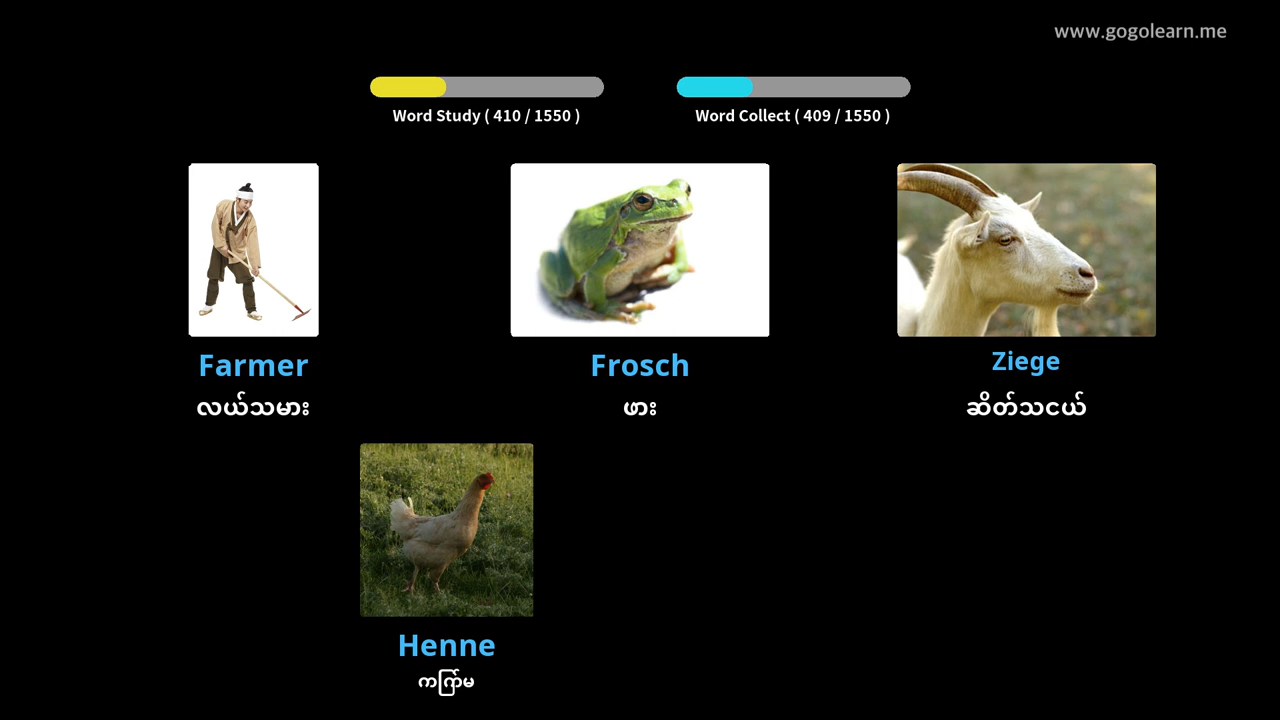 www.gogolearn.me
Word Study ( 410 / 1550 )
Word Collect ( 409 / 1550 )
Farmer
Frosch
Ziege
လယ်သမား
ဖား
ဆိတ်သငယ်
Henne
ကြက်မ